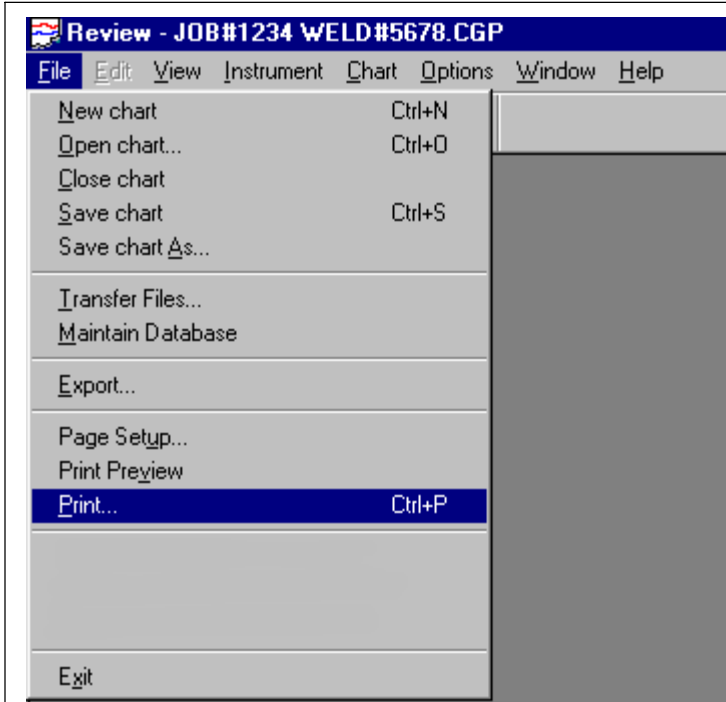 Review - JOB#1234 WELD#5678.CGP
File Edit View Instrument Chart Options Window Help
New chart Ctrl+N
Open chart... Ctrl+O
Close chart
Save chart Ctrl+S
Save chart As...
Transfer Files...
Maintain Database
Export...
Page Setup...
Print Preview
Print... Ctrl+P
Exit